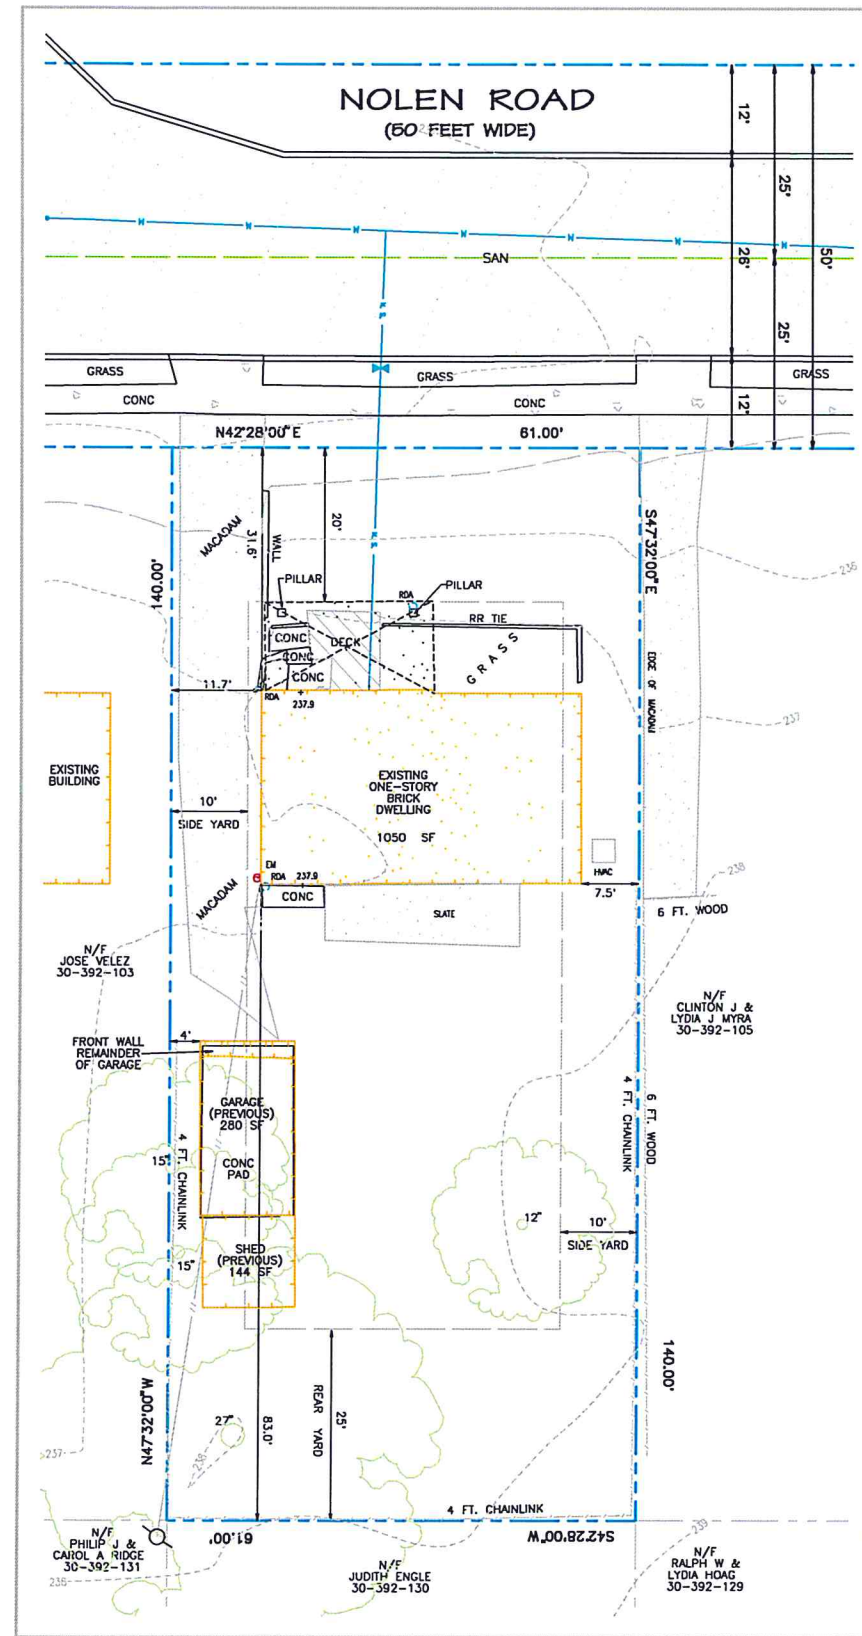 NOLEN ROAD
(50 FEET WIDE)
12'
25'
50'
W W W W W W W W
SAN
26'
25'
GRASS
GRASS
GRASS
CONC
CONC
12'
N42°28'00"E
61.00'
MACADAM
31.6'
WALL
20'
S47°32'00"E
140.00'
236
PILLAR
RDA
PILLAR
RR TIE
CONC
DECK
CONC
CONC
GRASS
EDGE OF MACADAM
11.7'
RDA
237.9
237
EXISTING
BUILDING
EXISTING
ONE-STORY
BRICK
DWELLING
1050 SF
10'
SIDE YARD
HVAC
238
EM
RDA
237.9
MACADAM
CONC
SLATE
7.5'
6 FT. WOOD
N/F
JOSE VELEZ
30-392-103
N/F
CLINTON J &
LYDIA J MYRA
30-392-105
4'
FRONT WALL
REMAINDER
OF GARAGE
GARAGE
(PREVIOUS)
280 SF
CONC
PAD
15"
4 FT. CHAINLINK
4 FT. CHAINLINK
6 FT. WOOD
12"
10'
SIDE YARD
SHED
(PREVIOUS)
144 SF
15"
140.00'
N47°32'00"W
27"
238
83.0'
REAR YARD
25'
237
4 FT. CHAINLINK
61.00'
S42°28'00"W
239
N/F
PHILIP J &
CAROL A RIDGE
30-392-131
238
N/F
JUDITH ENGLE
30-392-130
N/F
RALPH W &
LYDIA HOAG
30-392-129